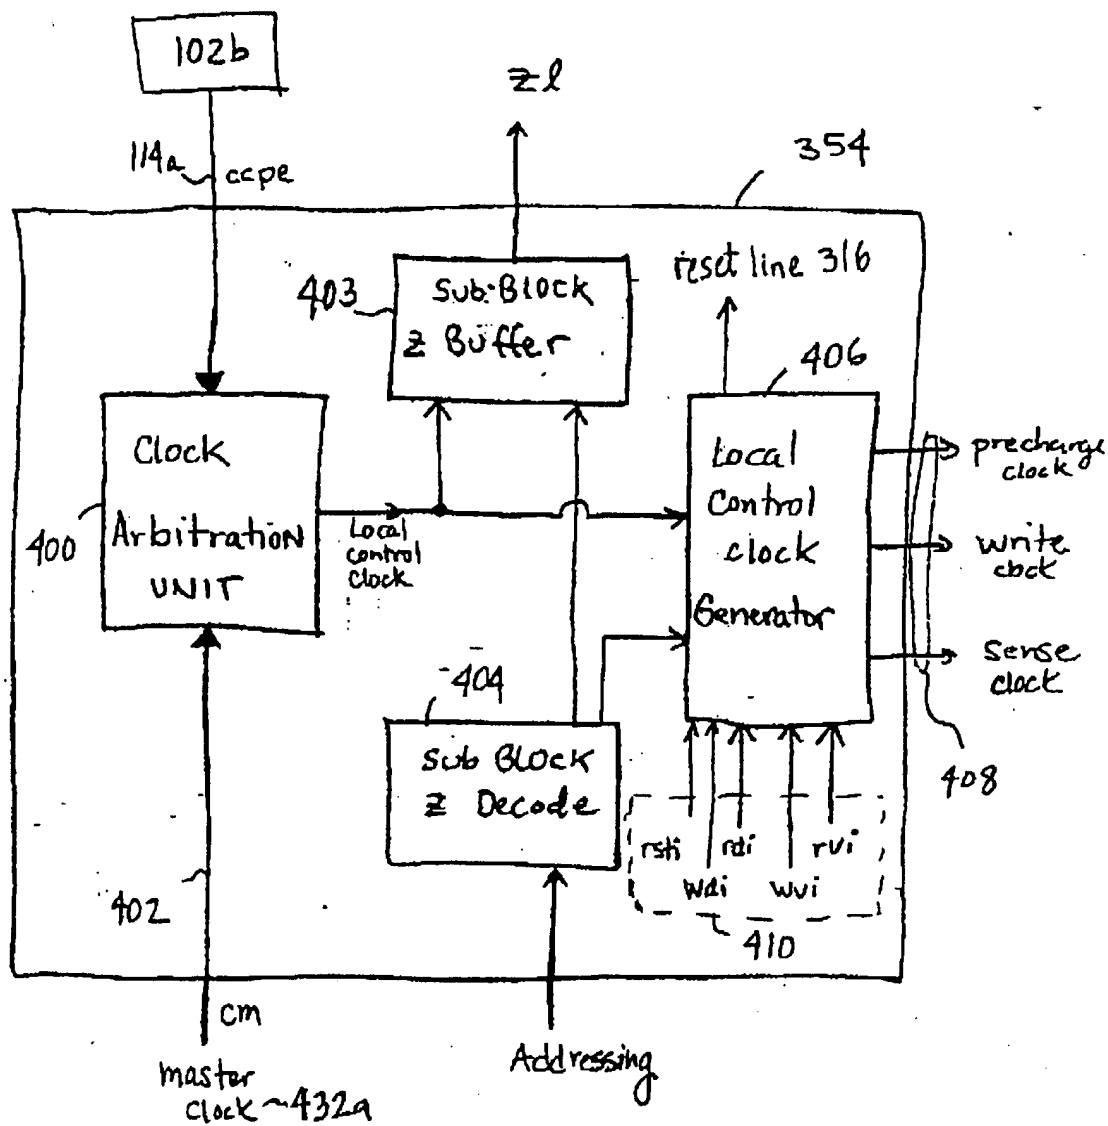 102b
zl
114a
ccpe
354
reset line 316
403
Sub-Block
Z Buffer
406
Clock
Arbitration
UNIT
400
Local
control
clock
Local
Control
clock
Generator
precharge
clock
write
clock
sense
clock
408
404
Sub Block
Z Decode
rsti
rdi
rvi
wdi
wvi
410
402
cm
master
clock ~432a
Addressing